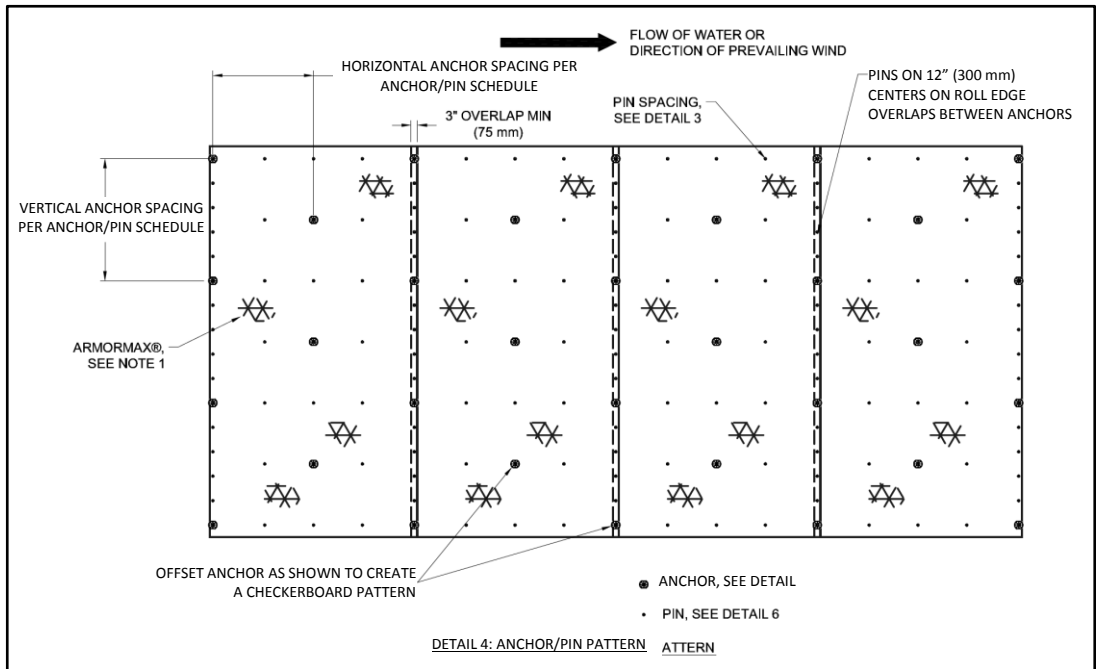 FLOW OF WATER OR
DIRECTION OF PREVAILING WIND
HORIZONTAL ANCHOR SPACING PER
ANCHOR/PIN SCHEDULE
3" OVERLAP MIN
(75 mm)
PIN SPACING,
SEE DETAIL 3
PINS ON 12" (300 mm)
CENTERS ON ROLL EDGE
OVERLAPS BETWEEN ANCHORS
VERTICAL ANCHOR SPACING
PER ANCHOR/PIN SCHEDULE
ARMORMAX®,
SEE NOTE 1
OFFSET ANCHOR AS SHOWN TO CREATE
A CHECKERBOARD PATTERN
ANCHOR, SEE DETAIL
PIN, SEE DETAIL 6
DETAIL 4: ANCHOR/PIN PATTERN ATTERN